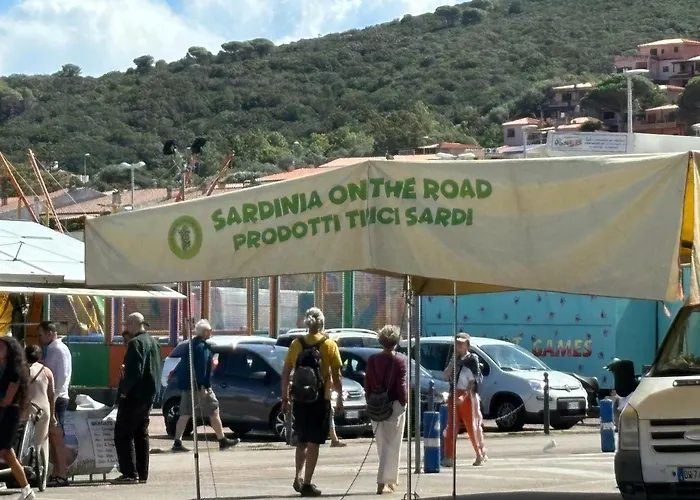 SARDINIA ON THE ROAD
PRODOTTI TIPICI SARDI
GAMES